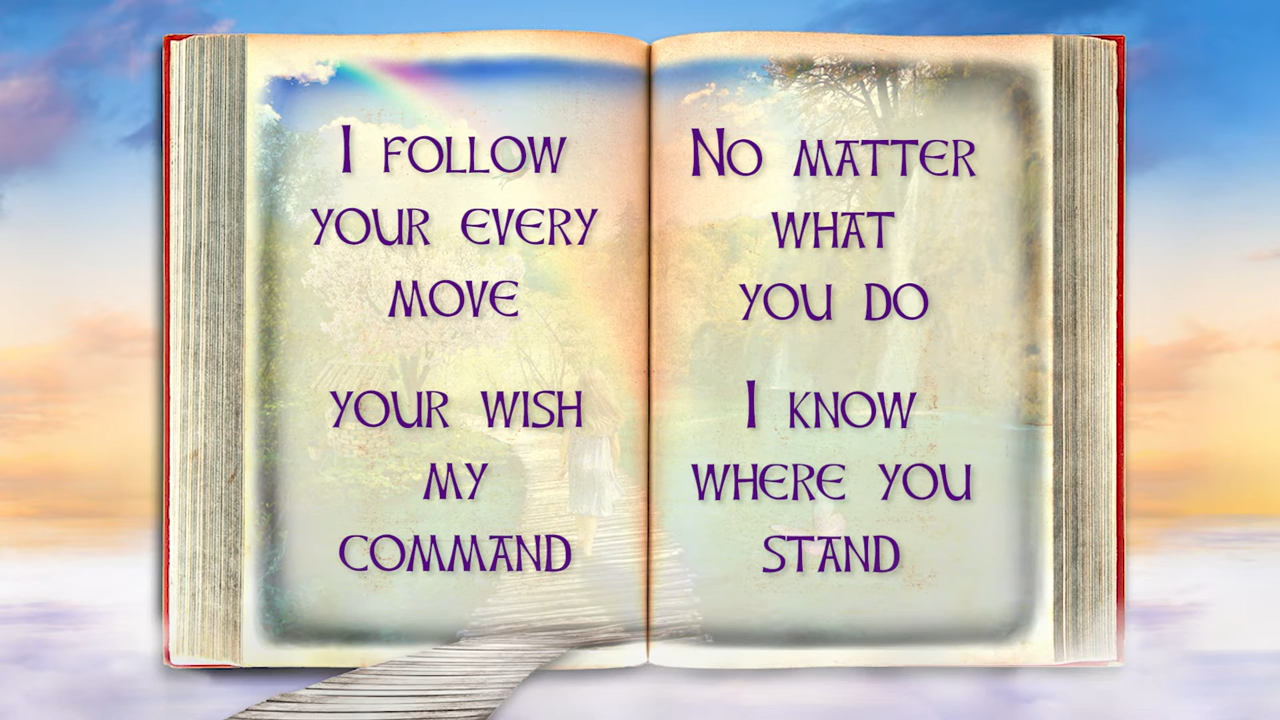 I follow
your every
move
your wish
my
command
No matter
what
you do
I know
where you
stand